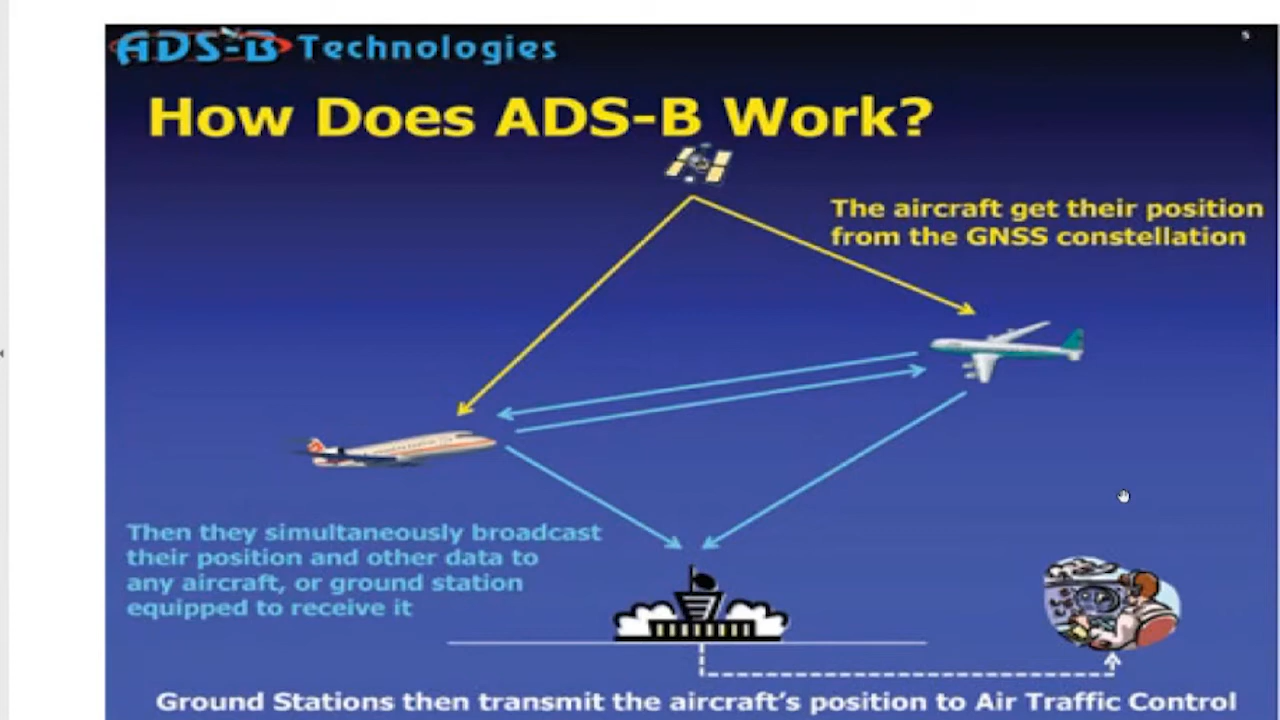 ADS-B Technologies
5
How Does ADS-B Work?
The aircraft get their position
from the GNSS constellation
Then they simultaneously broadcast
their position and other data to
any aircraft, or ground station
equipped to receive it
Ground Stations then transmit the aircraft's position to Air Traffic Control